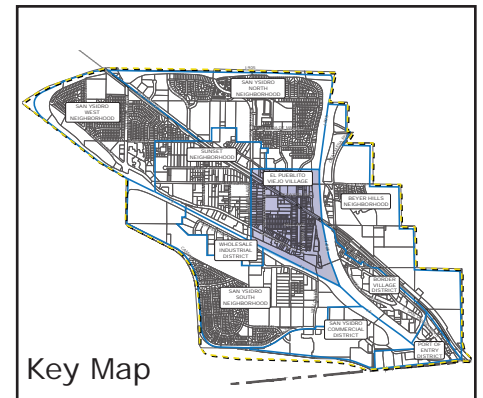 I-905
SAN YSIDRO
NORTH
NEIGHBORHOOD
SAN YSIDRO
WEST
NEIGHBORHOOD
SUNSET
NEIGHBORHOOD
EL PUEBLITO
VIEJO VILLAGE
BEYER HILLS
NEIGHBORHOOD
WHOLESALE
INDUSTRIAL
DISTRICT
BORDER
VILLAGE
DISTRICT
SAN YSIDRO
SOUTH
NEIGHBORHOOD
SAN YSIDRO
COMMERCIAL
DISTRICT
PORT OF
ENTRY
DISTRICT
Key Map